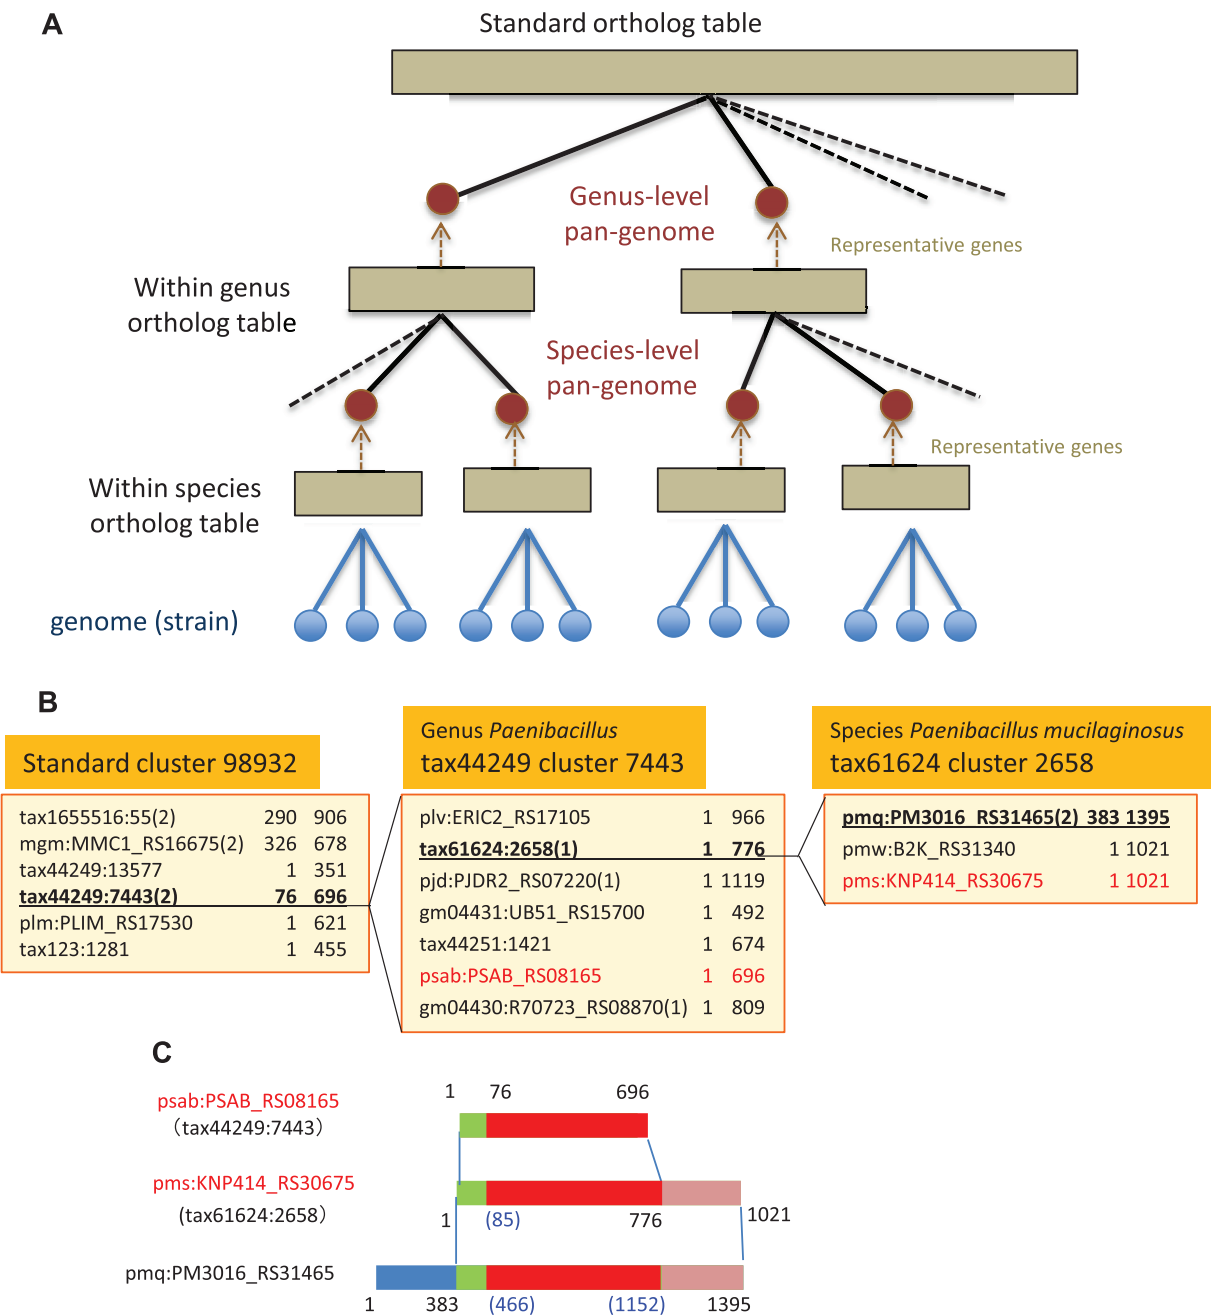 A
Standard ortholog table
Genus-level
pan-genome
Representative genes
Within genus
ortholog table
Species-level
pan-genome
Representative genes
Within species
ortholog table
genome (strain)
B
Standard cluster 98932
tax1655516:55(2) 290 906
mgm:MMC1_RS16675(2) 326 678
tax44249:13577 1 351
tax44249:7443(2) 76 696
plm:PLIM_RS17530 1 621
tax123:1281 1 455
Genus Paenibacillus
tax44249 cluster 7443
plv:ERIC2_RS17105 1 966
tax61624:2658(1) 1 776
pjd:PJDR2_RS07220(1) 1 1119
gm04431:UB51_RS15700 1 492
tax44251:1421 1 674
psab:PSAB_RS08165 1 696
gm04430:R70723_RS08870(1) 1 809
Species Paenibacillus mucilaginosus
tax61624 cluster 2658
pmq:PM3016_RS31465(2) 383 1395
pmw:B2K_RS31340 1 1021
pms:KNP414_RS30675 1 1021
C
1 76 696
psab:PSAB_RS08165
(tax44249:7443)
pms:KNP414_RS30675
(tax61624:2658)
1 (85) 776 1021
pmq:PM3016_RS31465
1 383 (466) (1152) 1395